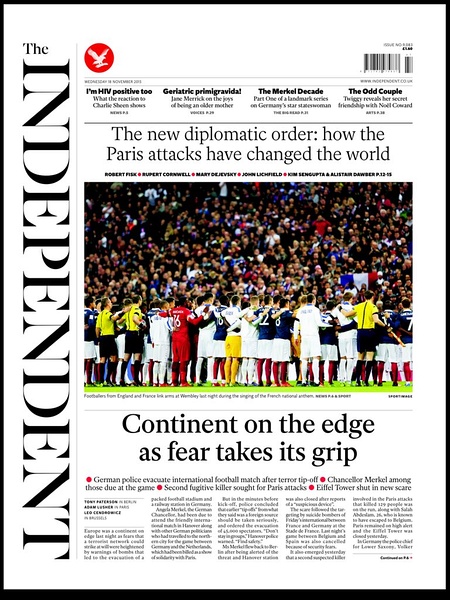 The
INDEPENDENT
ISSUE NO.9,083
£1.60
WEDNESDAY 18 NOVEMBER 2015
WWW.INDEPENDENT.CO.UK
I'm HIV positive too
What the reaction to
Charlie Sheen shows
NEWS P.5
Geriatric primigravida!
Jane Merrick on the joys
of being an older mother
VOICES P.29
The Merkel Decade
Part One of a landmark series
on Germany's star stateswoman
THE BIG READ P.31
The Odd Couple
Twiggy reveals her secret
friendship with Noël Coward
ARTS P.38
The new diplomatic order: how the
Paris attacks have changed the world
ROBERT FISK ● RUPERT CORNWELL ● MARY DEJEVSKY ● JOHN LICHFIELD ● KIM SENGUPTA & ALISTAIR DAWBER P.12-15
16
Footballers from England and France link arms at Wembley last night during the singing of the French national anthem. NEWS P.6 & SPORT
SPORTIMAGE
Continent on the edge
as fear takes its grip
● German police evacuate international football match after terror tip-off ● Chancellor Merkel among
those due at the game ● Second fugitive killer sought for Paris attacks ● Eiffel Tower shut in new scare
TONY PATERSON IN BERLIN
ADAM LUSHER IN PARIS
LEO CENDROWICZ
IN BRUSSELS
Europe was a continent on
edge last night as fears that
a terrorist network could
strike at will were heightened
by warnings of bombs that
led to the evacuation of a
packed football stadium and
a railway station in Germany.
Angela Merkel, the German
Chancellor, had been due to
attend the friendly interna-
tional match in Hanover along
with other German politicians
who had travelled to the north-
ern city for the game between
Germany and the Netherlands,
which had been billed as a show
of solidarity with Paris.
But in the minutes before
kick-off, police concluded
that earlier "tip-offs" from what
they said was a foreign source
should be taken seriously,
and ordered the evacuation
of 45,000 spectators. "Don't
stay in groups," Hanover police
warned. "Find safety."
Ms Merkel flew back to Ber-
lin after being alerted of the
threat and Hanover station
was also closed after reports
of a "suspicious device".
The scares followed the tar-
geting by suicide bombers of
Friday's international between
France and Germany at the
Stade de France. Last night's
game between Belgium and
Spain was also cancelled
because of security fears.
It also emerged yesterday
that a second suspected killer
involved in the Paris attacks
that killed 129 people was
on the run, along with Salah
Abdeslam, 26, who is known
to have escaped to Belgium.
Paris remained on high alert
and the Eiffel Tower was
closed yesterday.
In Germany the police chief
for Lower Saxony, Volker
Continued on P.6